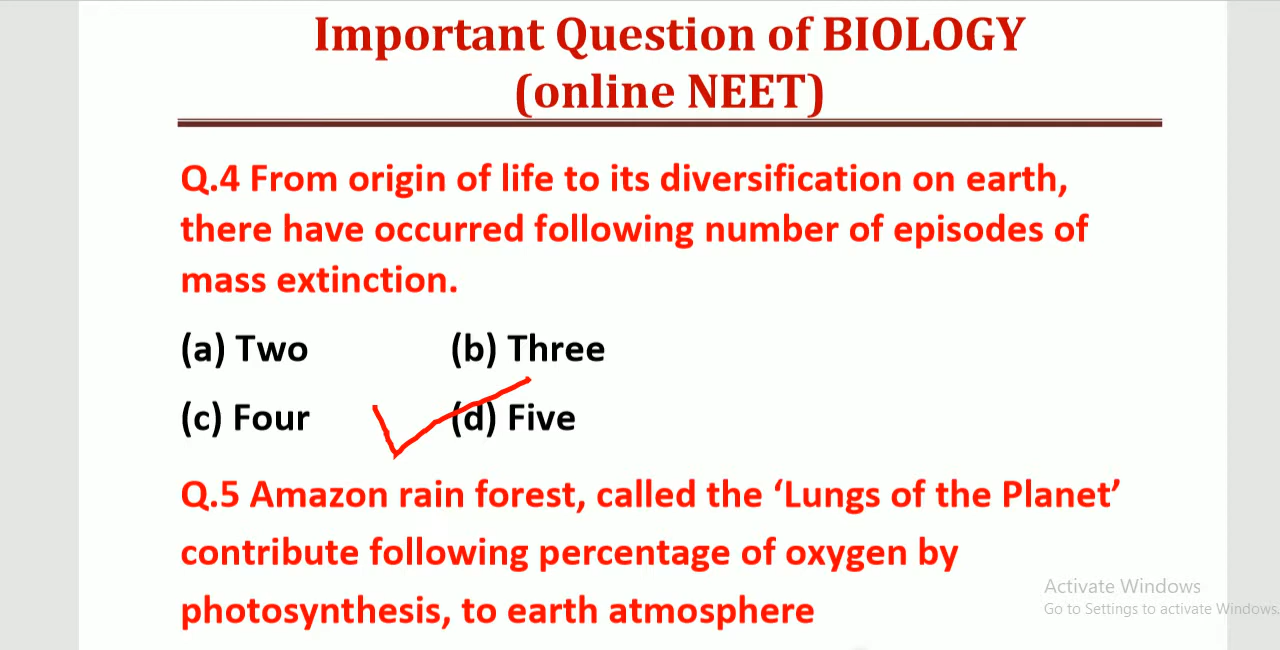 Important Question of BIOLOGY
(online NEET)
Q.4 From origin of life to its diversification on earth,
there have occurred following number of episodes of
mass extinction.
(a) Two (b) Three
(c) Four (d) Five
Q.5 Amazon rain forest, called the ‘Lungs of the Planet’
contribute following percentage of oxygen by
photosynthesis, to earth atmosphere
Activate Windows
Go to Settings to activate Windows.